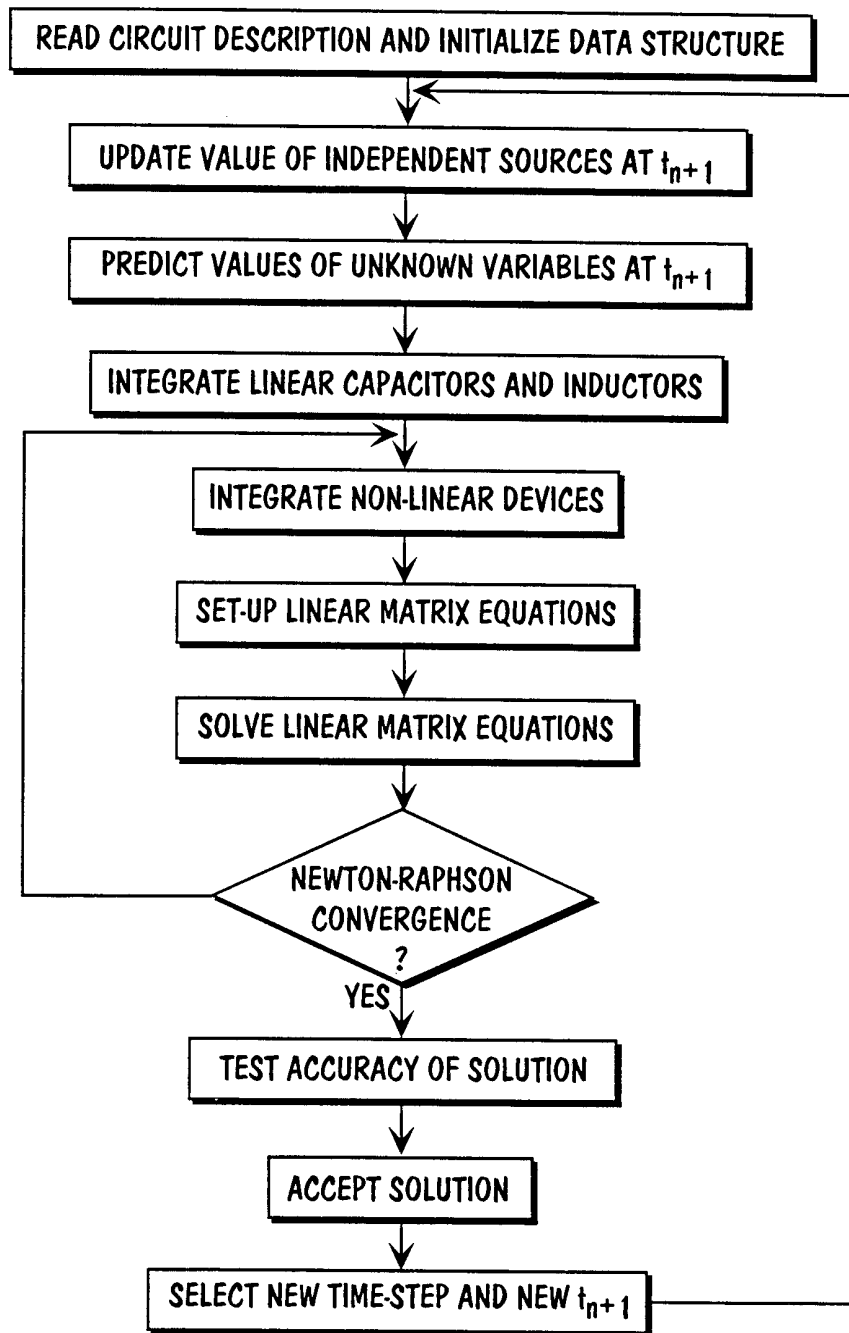 READ CIRCUIT DESCRIPTION AND INITIALIZE DATA STRUCTURE
UPDATE VALUE OF INDEPENDENT SOURCES AT tn+1
PREDICT VALUES OF UNKNOWN VARIABLES AT tn+1
INTEGRATE LINEAR CAPACITORS AND INDUCTORS
INTEGRATE NON-LINEAR DEVICES
SET-UP LINEAR MATRIX EQUATIONS
SOLVE LINEAR MATRIX EQUATIONS
NEWTON-RAPHSON
CONVERGENCE
?
YES
TEST ACCURACY OF SOLUTION
ACCEPT SOLUTION
SELECT NEW TIME-STEP AND NEW tn+1